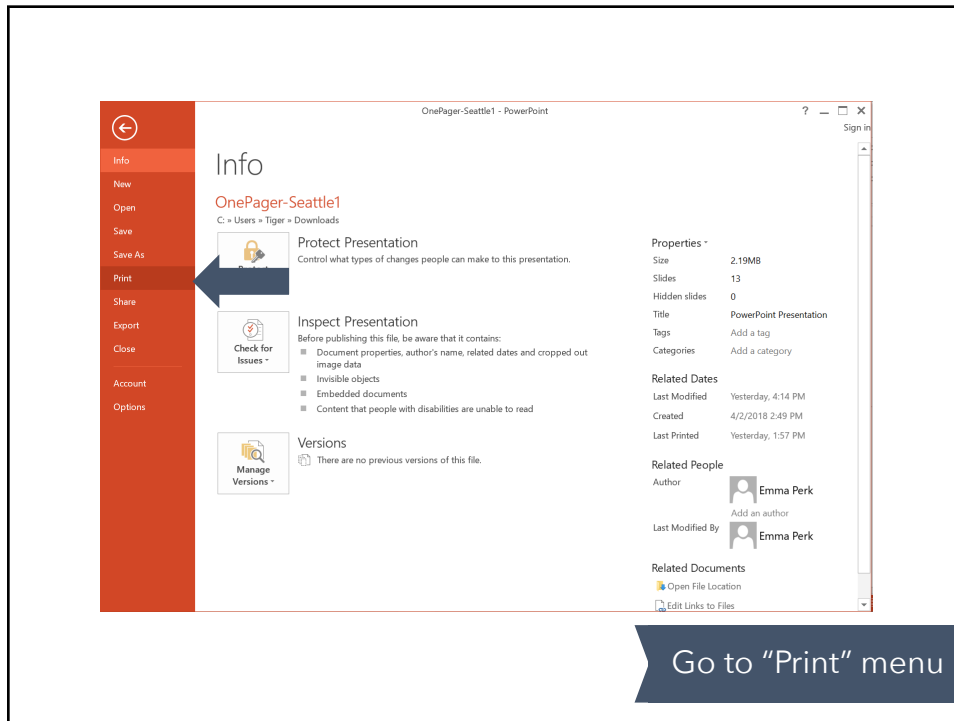 OnePager-Seattle1 - PowerPoint
?
Sign in
Info
New
Open
Save
Save As
Print
Share
Export
Close
Account
Options
Info
OnePager-Seattle1
C: » Users » Tiger » Downloads
Protect Presentation
Control what types of changes people can make to this presentation.
Check for
Issues
Inspect Presentation
Before publishing this file, be aware that it contains:
Document properties, author's name, related dates and cropped out
image data
Invisible objects
Embedded documents
Content that people with disabilities are unable to read
Manage
Versions
Versions
There are no previous versions of this file.
Properties
Size 2.19MB
Slides 13
Hidden slides 0
Title PowerPoint Presentation
Tags Add a tag
Categories Add a category
Related Dates
Last Modified Yesterday, 4:14 PM
Created 4/2/2018 2:49 PM
Last Printed Yesterday, 1:57 PM
Related People
Author Emma Perk
Add an author
Last Modified By Emma Perk
Related Documents
Open File Location
Edit Links to Files
Go to “Print” menu